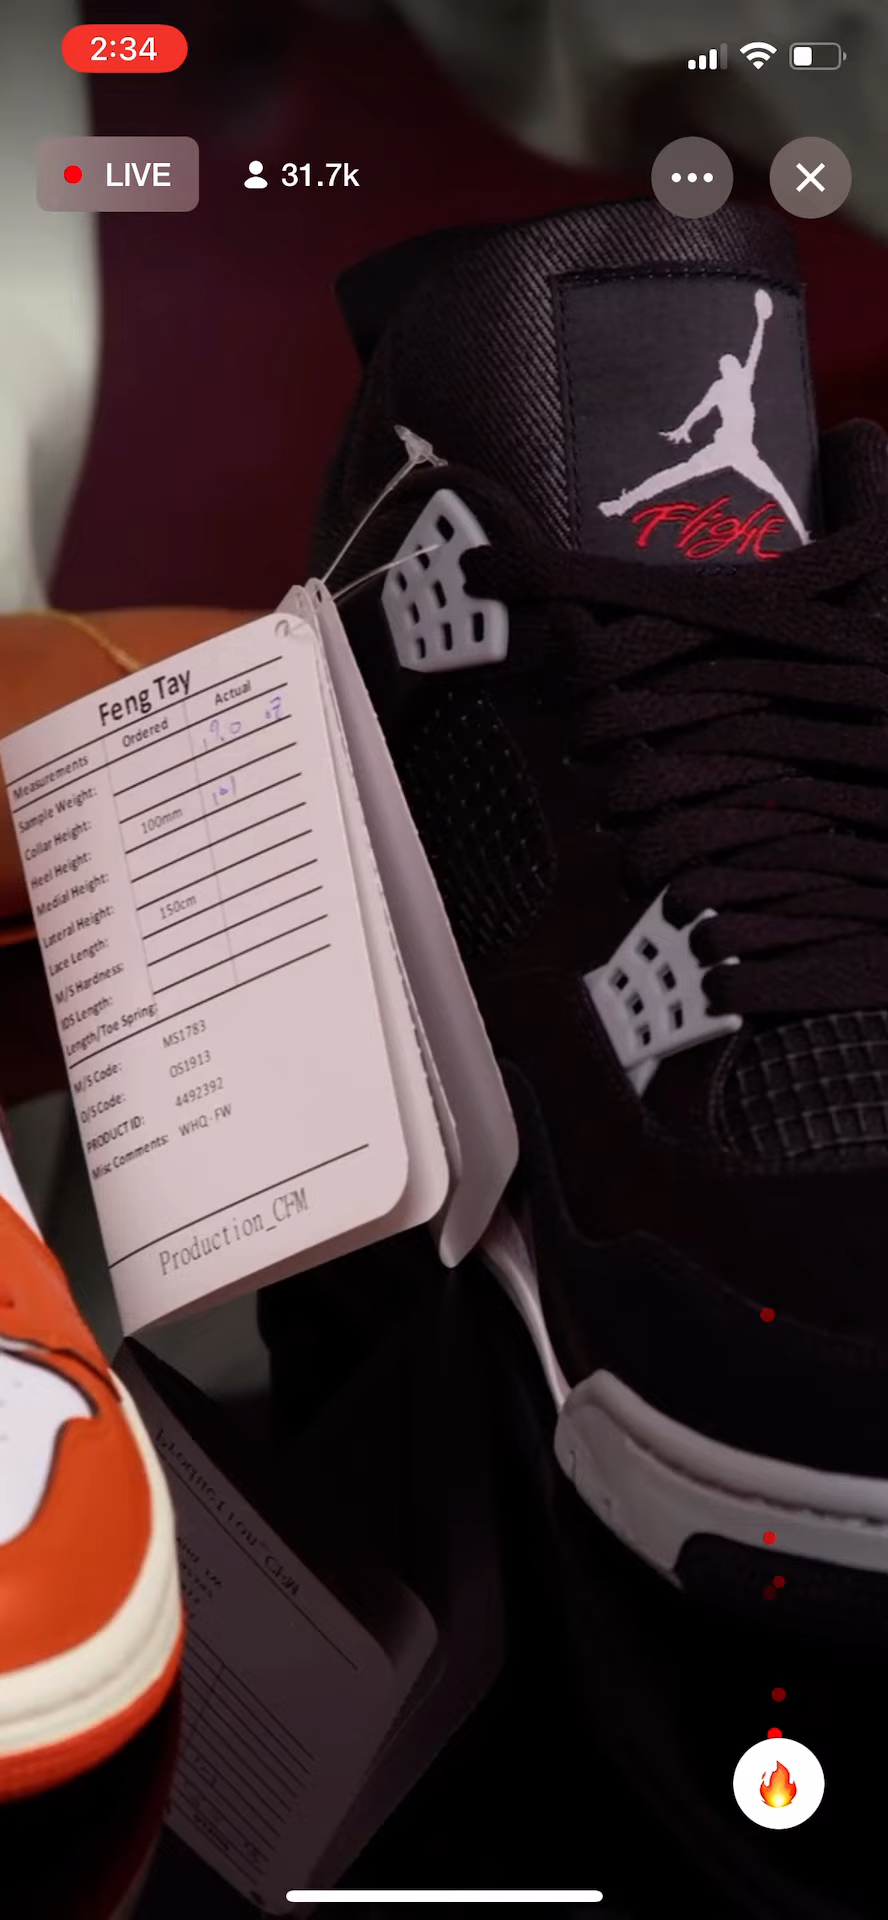 2:34
LIVE 31.7k
Flight
Feng Tay
Measurements Ordered Actual
Sample Weight:
Collar Height:
Heel Height: 100mm 101
Medial Height:
Lateral Height:
Lace Length: 150cm
M/S Hardness:
IDS Length:
Length/Toe Spring:
M/S Code: MS1783
O/S Code: OS1913
PRODUCT ID: 4492392
Misc Comments: WHQ-FW
Production_CFM